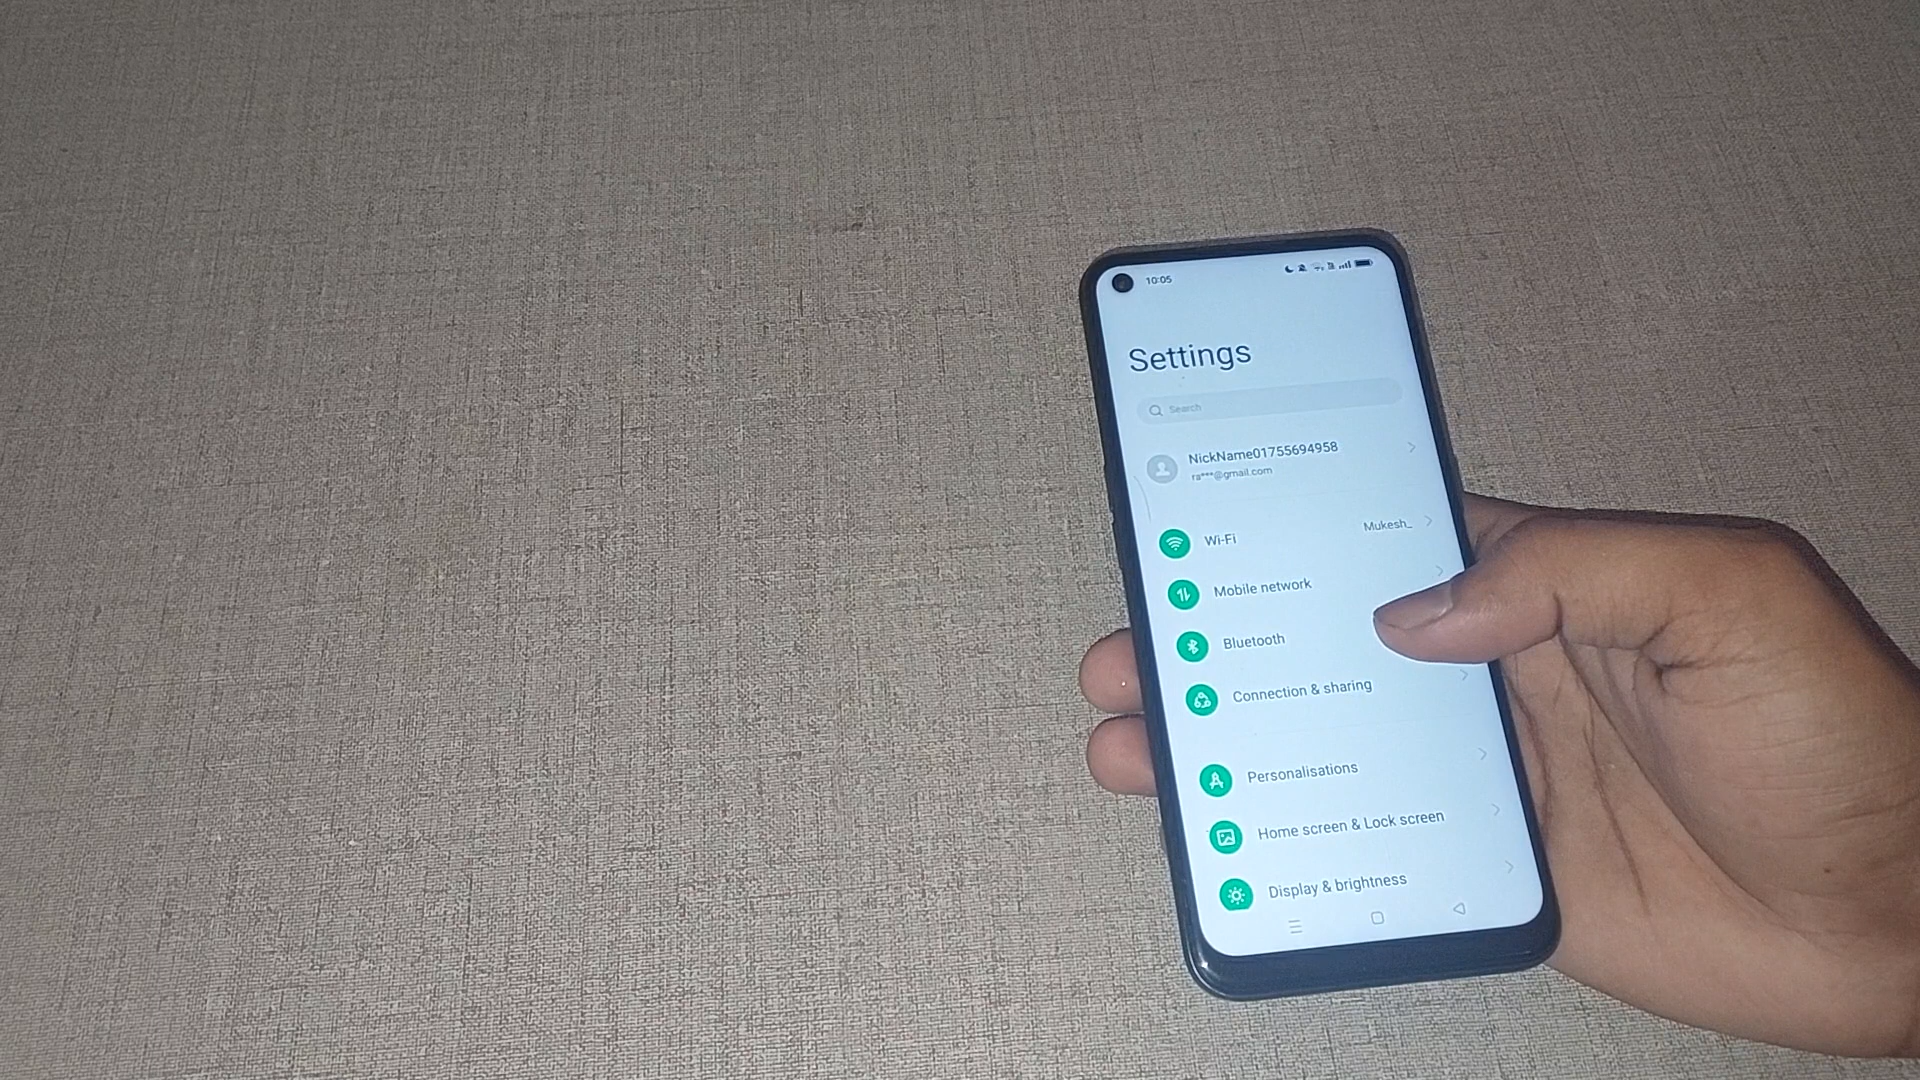 10:05
Settings
Search
NickName01755694958
ra***@gmail.com
Wi-Fi
Mukesh_
Mobile network
Bluetooth
Connection & sharing
Personalisations
Home screen & Lock screen
Display & brightness